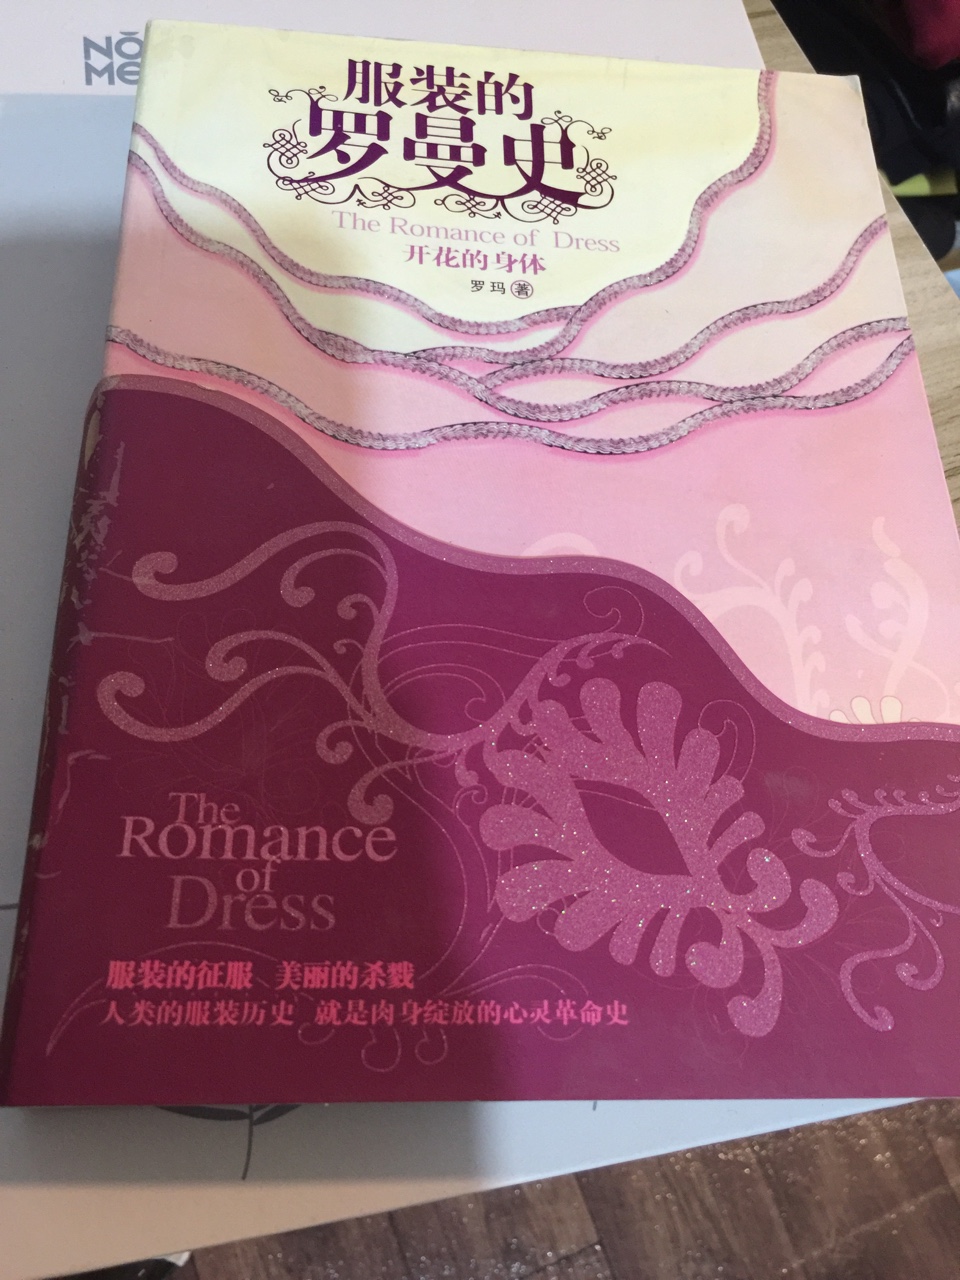 NŌ
ME
服装的
罗曼史
The Romance of Dress
开花的身体
罗玛 著
The
Romance
of
Dress
服装的征服 美丽的杀戮
人类的服装历史 就是肉身绽放的心灵革命史